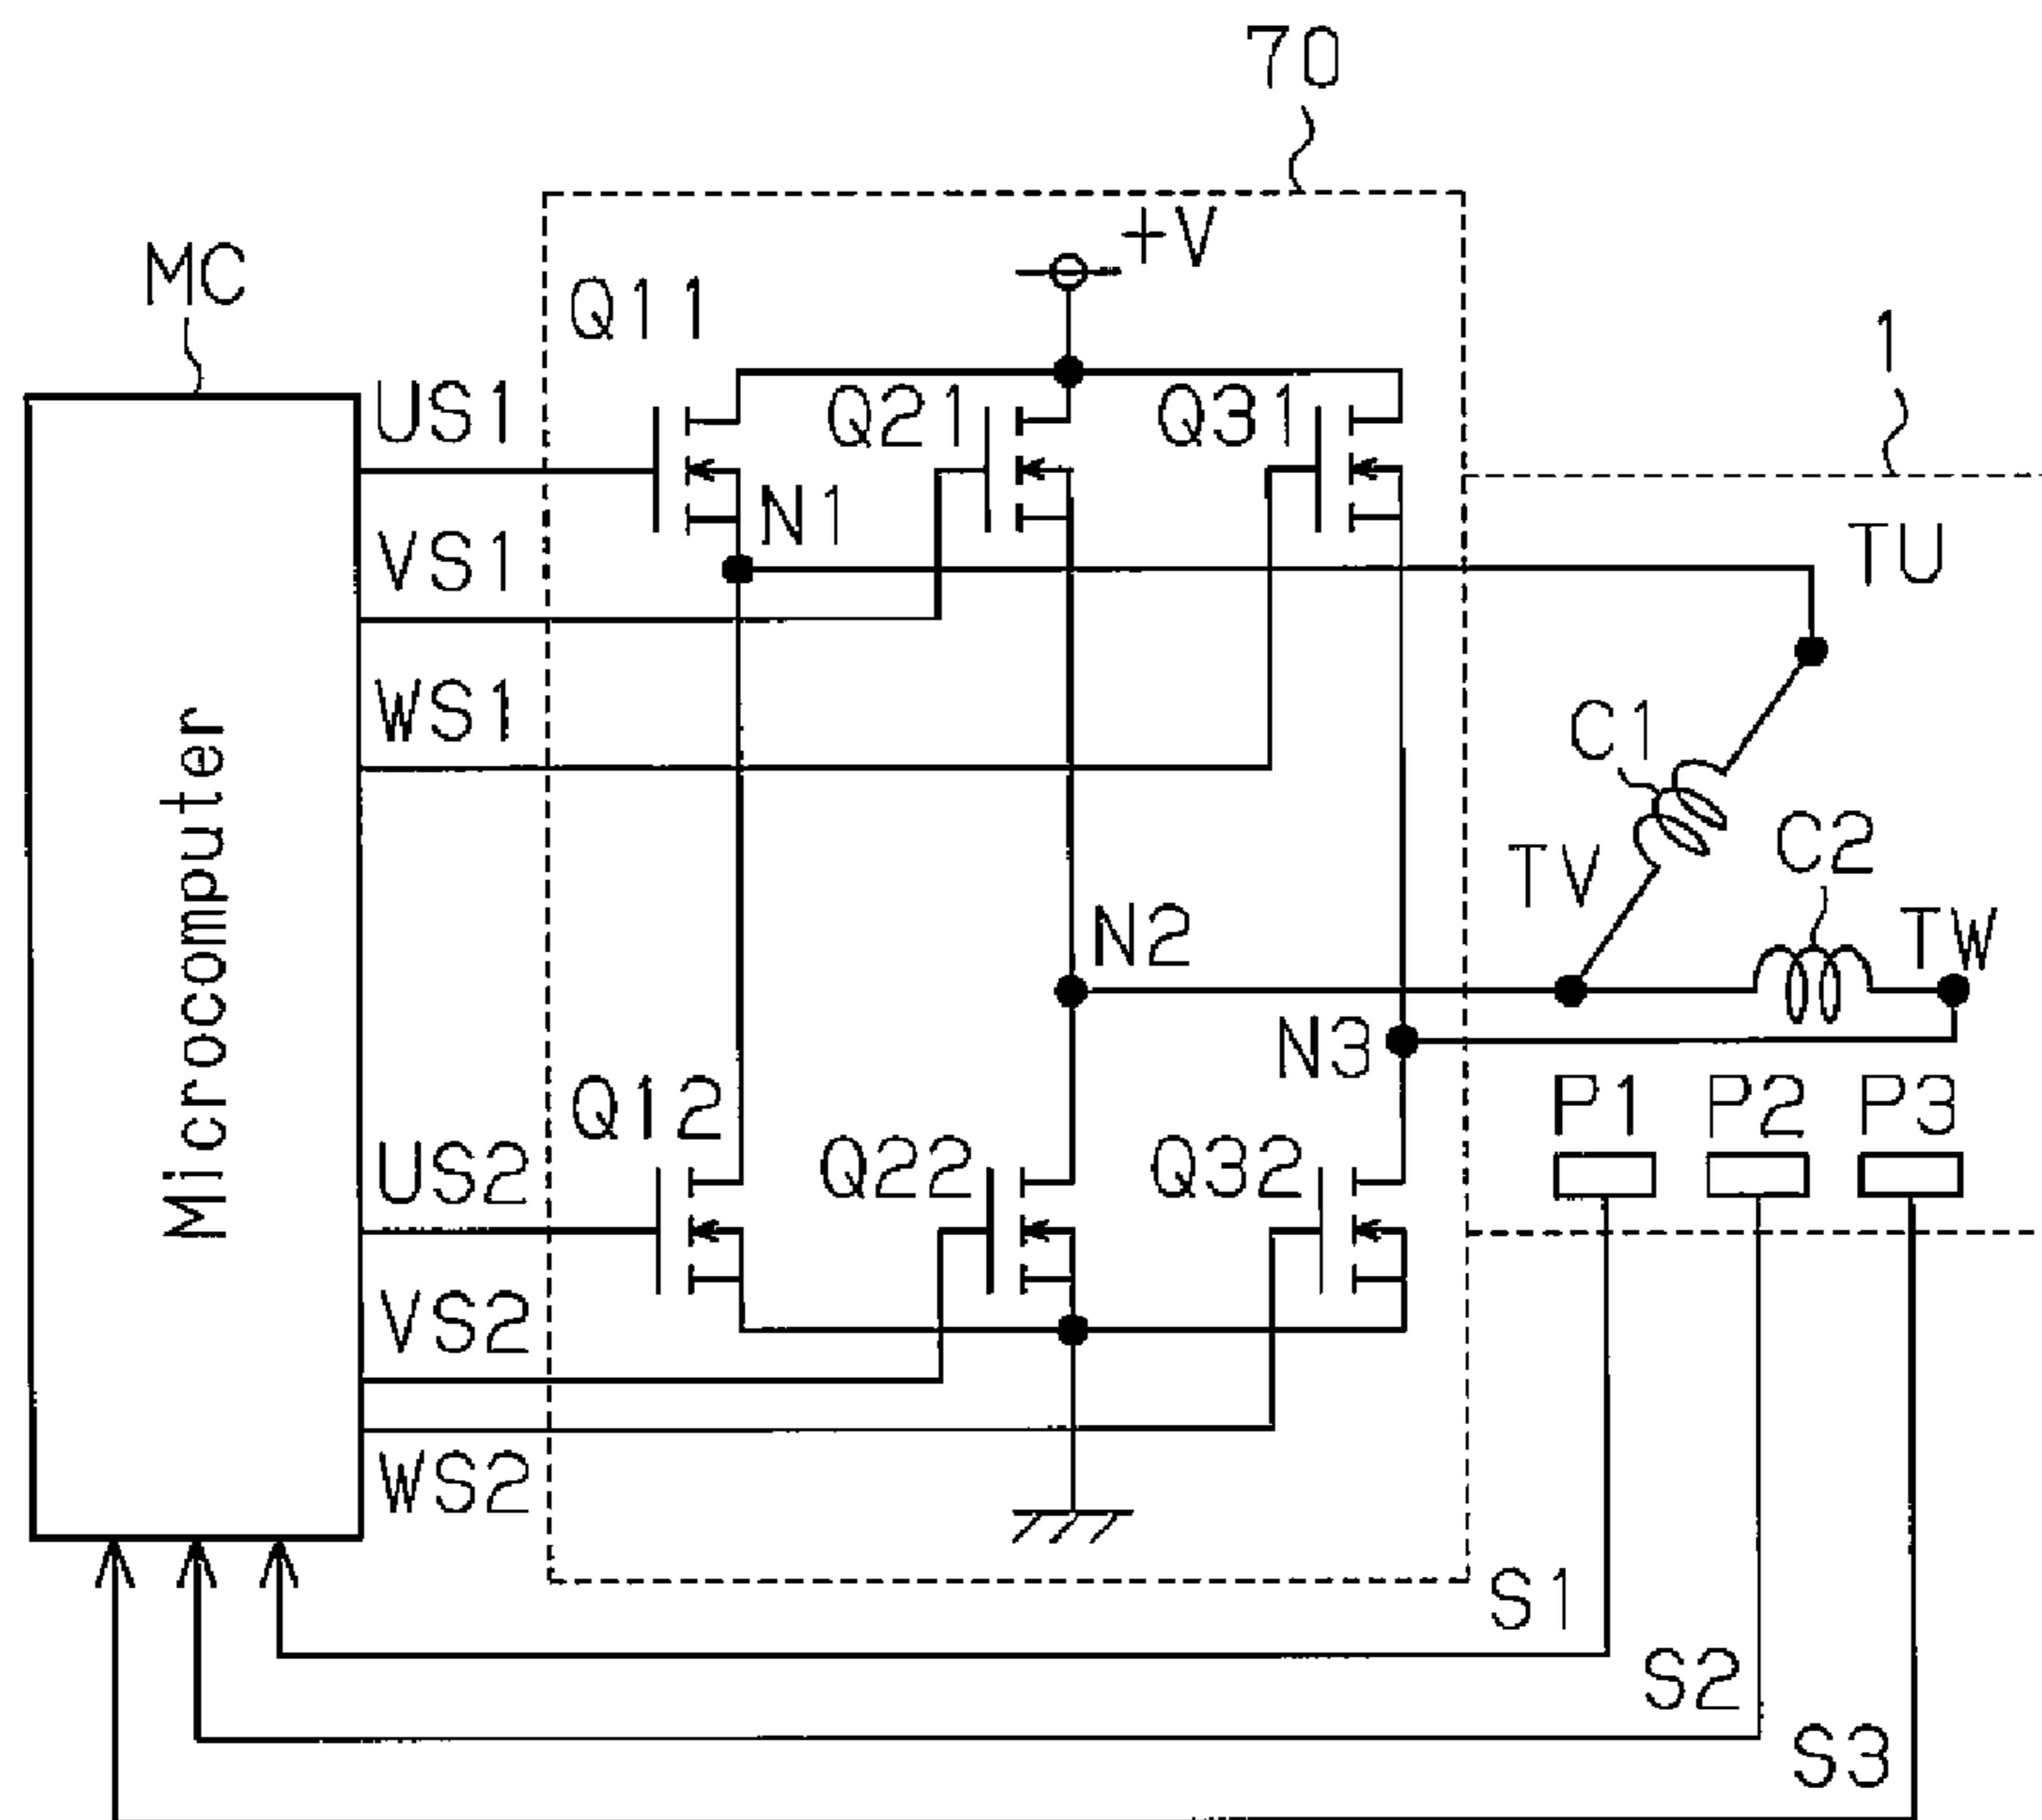 70
+V
MC
Q11
1
US1
Q21
Q31
N1
VS1
TU
WS1
C1
C2
TV
TW
Microcomputer
N2
N3
Q12
P1
P2
P3
US2
Q22
Q32
VS2
WS2
S1
S2
S3